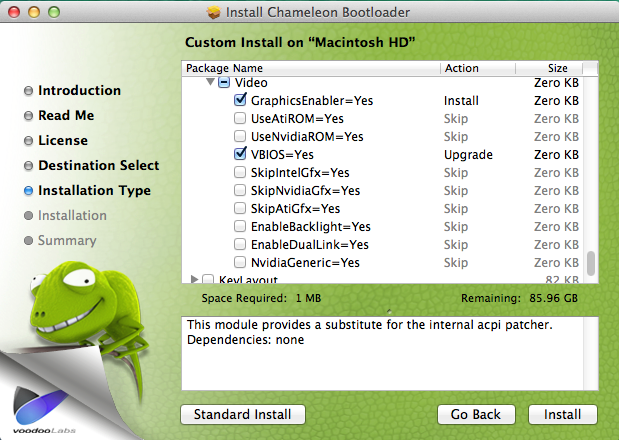 Install Chameleon Bootloader
Custom Install on “Macintosh HD”
Introduction
Read Me
License
Destination Select
Installation Type
Installation
Summary
Package Name Action Size
Video Zero KB
GraphicsEnabler=Yes Install Zero KB
UseAtiROM=Yes Skip Zero KB
UseNvidiaROM=Yes Skip Zero KB
VBIOS=Yes Upgrade Zero KB
SkipIntelGfx=Yes Skip Zero KB
SkipNvidiaGfx=Yes Skip Zero KB
SkipAtiGfx=Yes Skip Zero KB
EnableBacklight=Yes Skip Zero KB
EnableDualLink=Yes Skip Zero KB
NvidiaGeneric=Yes Skip Zero KB
KeyLayout 82 KB
Space Required: 1 MB Remaining: 85.96 GB
This module provides a substitute for the internal acpi patcher.
Dependencies: none
voodooLabs
Standard Install Go Back Install